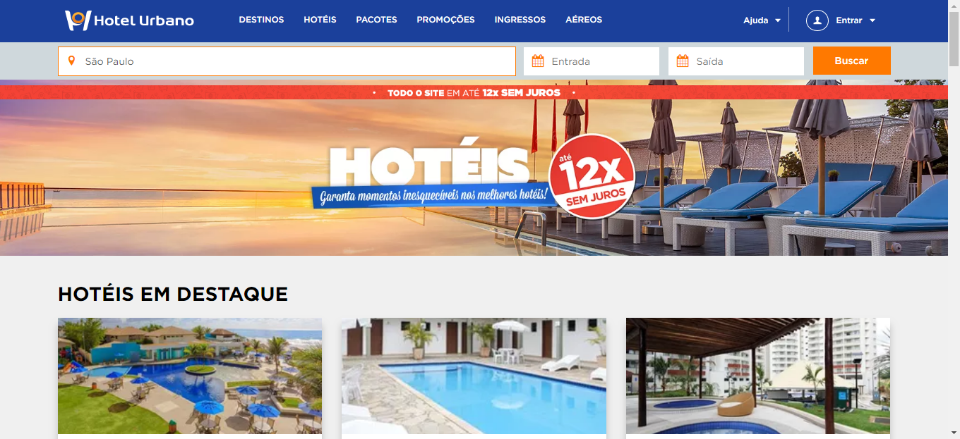 Hotel Urbano
DESTINOS HOTÉIS PACOTES PROMOÇÕES INGRESSOS AÉREOS
Ajuda Entrar
São Paulo Entrada Saída Buscar
• TODO O SITE EM ATÉ 12x SEM JUROS •
HOTÉIS
Garanta momentos inesquecíveis nos melhores hotéis!
até
12x
SEM JUROS
HOTÉIS EM DESTAQUE